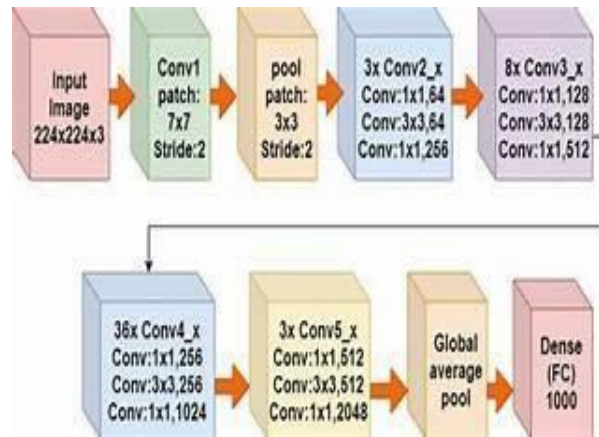 Input
Image
224x224x3
Conv1
patch:
7x7
Stride:2
pool
patch:
3x3
Stride:2
3x Conv2_x
Conv:1x1,64
Conv:3x3,64
Conv:1x1,256
8x Conv3_x
Conv:1x1,128
Conv:3x3,128
Conv:1x1,512
36x Conv4_x
Conv:1x1,256
Conv:3x3,256
Conv:1x1,1024
3x Conv5_x
Conv:1x1,512
Conv:3x3,512
Conv:1x1,2048
Global
average
pool
Dense
(FC)
1000